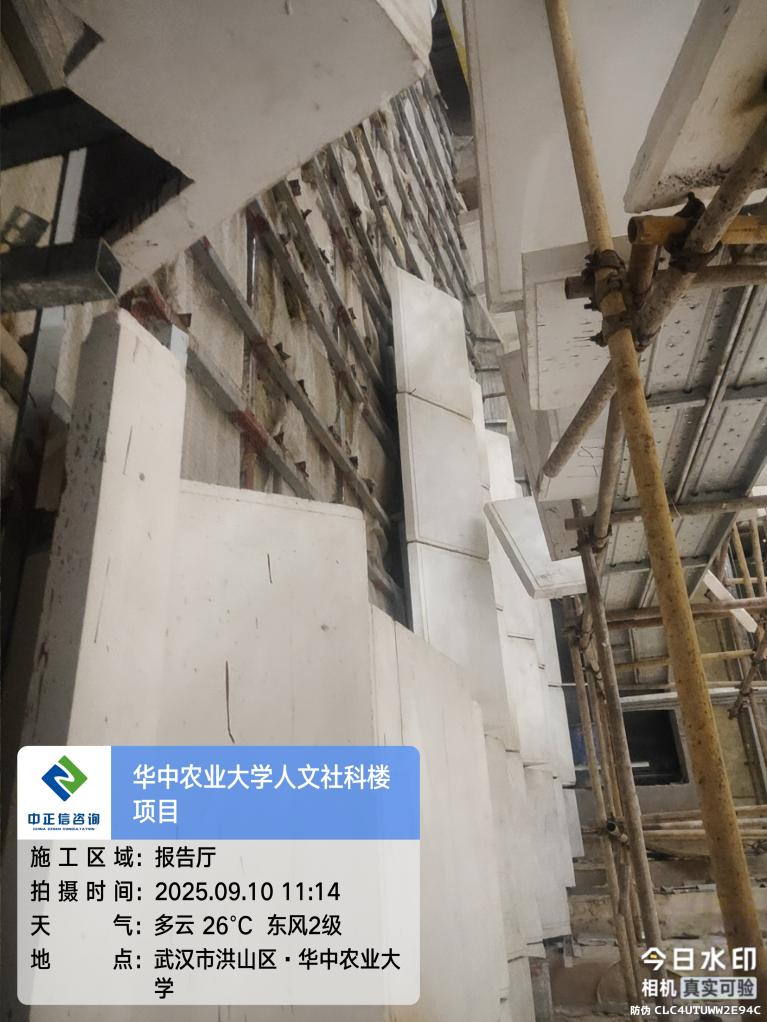 华中农业大学人文社科楼
项目
中正信咨询
施工区域：报告厅
拍摄时间：2025.09.10 11:14
天气：多云 26℃ 东风2级
地点：武汉市洪山区·华中农业大
学
今日水印
相机 真实可验
防伪 CLC4UTUWW2E94C